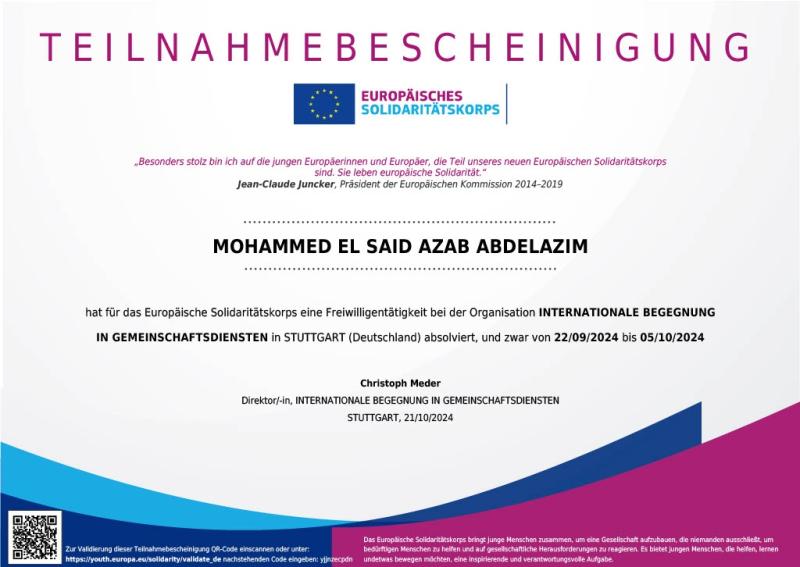 TEILNAHMEBESCHEINIGUNG
EUROPÄISCHES
SOLIDARITÄTSKORPS
„Besonders stolz bin ich auf die jungen Europäerinnen und Europäer, die Teil unseres neuen Europäischen Solidaritätskorps
sind. Sie leben europäische Solidarität.“
Jean-Claude Juncker, Präsident der Europäischen Kommission 2014–2019
MOHAMMED EL SAID AZAB ABDELAZIM
hat für das Europäische Solidaritätskorps eine Freiwilligentätigkeit bei der Organisation INTERNATIONALE BEGEGNUNG
IN GEMEINSCHAFTSDIENSTEN in STUTTGART (Deutschland) absolviert, und zwar von 22/09/2024 bis 05/10/2024
Christoph Meder
Direktor/-in, INTERNATIONALE BEGEGNUNG IN GEMEINSCHAFTSDIENSTEN
STUTTGART, 21/10/2024
Zur Validierung dieser Teilnahmebescheinigung QR-Code einscannen oder unter:
https://youth.europa.eu/solidarity/validate_de nachstehenden Code eingeben: yjjnzecpdn
Das Europäische Solidaritätskorps bringt junge Menschen zusammen, um eine Gesellschaft aufzubauen, die niemanden ausschließt, um
bedürftigen Menschen zu helfen und auf gesellschaftliche Herausforderungen zu reagieren. Es bietet jungen Menschen, die helfen, lernen
undetwas bewegen möchten, eine inspirierende und verantwortungsvolle Aufgabe.